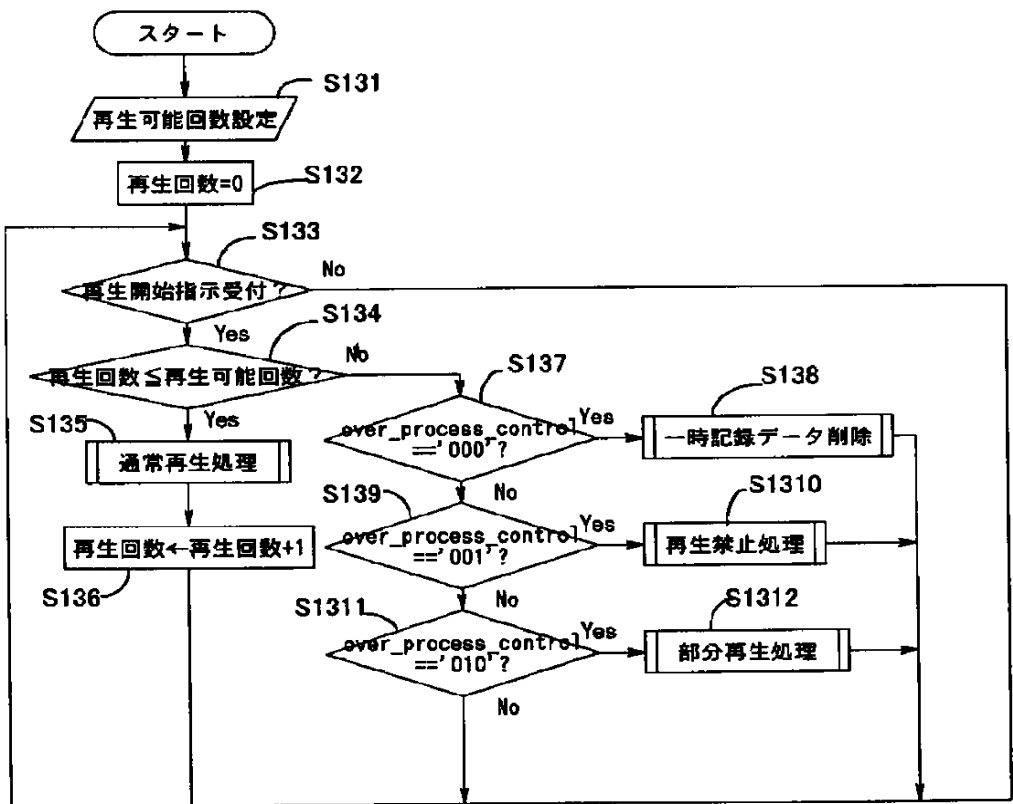 スタート
S131
再生可能回数設定
S132
再生回数=0
S133
再生開始指示受付?
No
Yes
S134
再生回数≦再生可能回数?
No
Yes
S135
通常再生処理
再生回数←再生回数+1
S136
S137
over_process_control
=='000'?
Yes
No
S138
一時記録データ削除
S139
over_process_control
=='001'?
Yes
No
S1310
再生禁止処理
S1311
over_process_control
=='010'?
Yes
No
S1312
部分再生処理